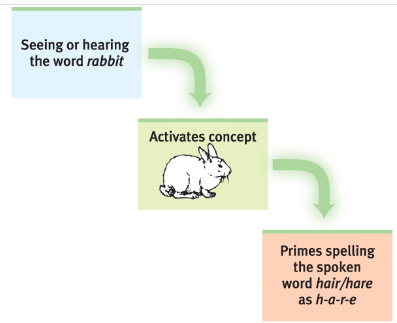 Seeing or hearing
the word rabbit
Activates concept
Primes spelling
the spoken
word hair/hare
as h-a-r-e